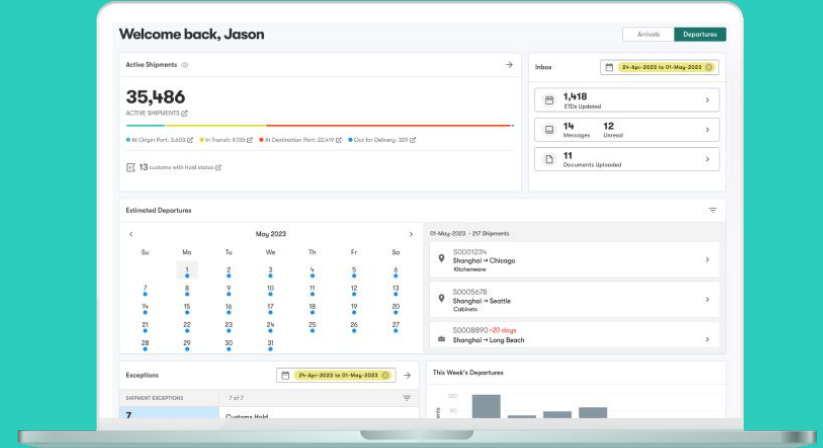 Welcome back, Jason
Arrivals
Departures
Active Shipments
35,486
ACTIVE SHIPMENTS
At Origin Port: 3,603 In Transit: 9,135 At Destination Port: 22,419 Out for Delivery: 329
13 customs with hold status
Inbox
24-Apr-2023 to 01-May-2023
1,418
ETDs Updated
14 12
Messages Unread
11
Documents Uploaded
Estimated Departures
May 2023
Su Mo Tu We Th Fr Sa
1 2 3 4 5 6
7 8 9 10 11 12 13
14 15 16 17 18 19 20
21 22 23 24 25 26 27
28 29 30 31
01-May-2023 - 217 Shipments
S0001234
Shanghai → Chicago
Kitchenware
S0005678
Shanghai → Seattle
Cabinets
S0008890 +20 days
Shanghai → Long Beach
Exceptions
24-Apr-2023 to 01-May-2023
SHIPMENT EXCEPTIONS 7 of 7
7 Customs Hold
This Week's Departures
120
90